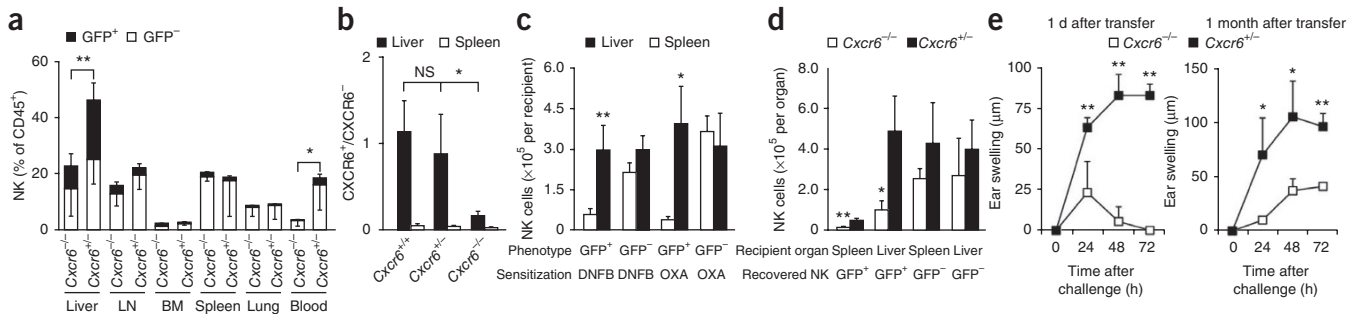 a
GFP⁺ GFP⁻
NK (% of CD45⁺)
60
40
20
0
**
*
Cxcr6⁻/⁻ Cxcr6⁺/⁻ Cxcr6⁻/⁻ Cxcr6⁺/⁻ Cxcr6⁻/⁻ Cxcr6⁺/⁻ Cxcr6⁻/⁻ Cxcr6⁺/⁻ Cxcr6⁻/⁻ Cxcr6⁺/⁻ Cxcr6⁻/⁻ Cxcr6⁺/⁻
Liver LN BM Spleen Lung Blood
b
Liver Spleen
CXCR6⁺/CXCR6⁻
2
1
0
NS *
Cxcr6⁺/⁺ Cxcr6⁺/⁻ Cxcr6⁻/⁻
c
Liver Spleen
NK cells (×10⁵ per recipient)
6.0
4.0
2.0
0
** *
Phenotype GFP⁺ GFP⁻ GFP⁺ GFP⁻
Sensitization DNFB DNFB OXA OXA
d
Cxcr6⁻/⁻ Cxcr6⁺/⁻
NK cells (×10⁵ per organ)
8.0
6.0
4.0
2.0
0
** *
Recipient organ Spleen Liver Spleen Liver
Recovered NK GFP⁺ GFP⁺ GFP⁻ GFP⁻
e
1 d after transfer 1 month after transfer
Cxcr6⁻/⁻ Cxcr6⁺/⁻
Ear swelling (μm)
100
75
50
25
0
** ** **
0 24 48 72
Time after
challenge (h)
Ear swelling (μm)
150
100
50
0
* * **
0 24 48 72
Time after
challenge (h)